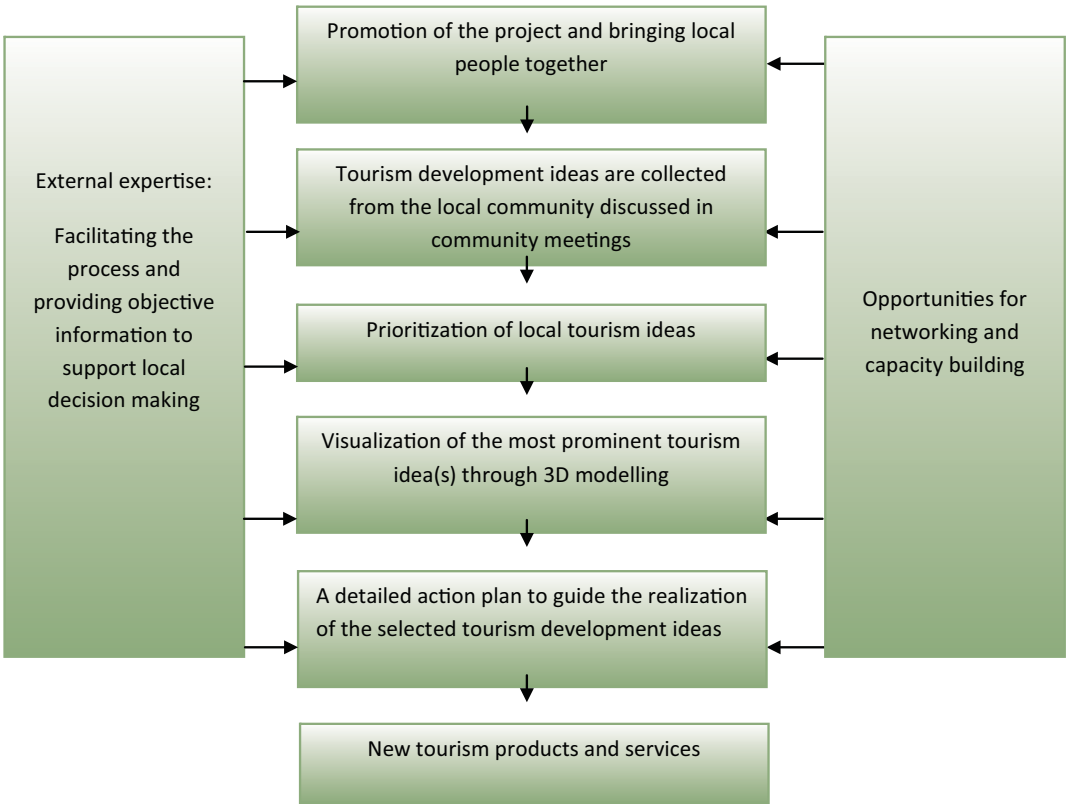 Promotion of the project and bringing local
people together
External expertise:
Facilitating the
process and
providing objective
information to
support local
decision making
Tourism development ideas are collected
from the local community discussed in
community meetings
Opportunities for
networking and
capacity building
Prioritization of local tourism ideas
Visualization of the most prominent tourism
idea(s) through 3D modelling
A detailed action plan to guide the realization
of the selected tourism development ideas
New tourism products and services